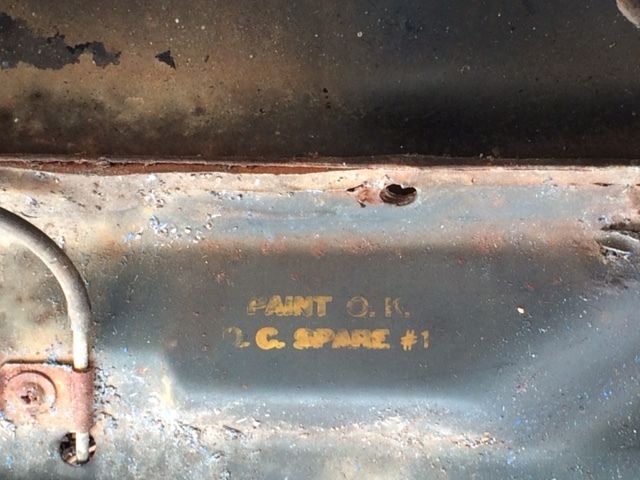 PAINT O.K.
Q.C. SPARE #1